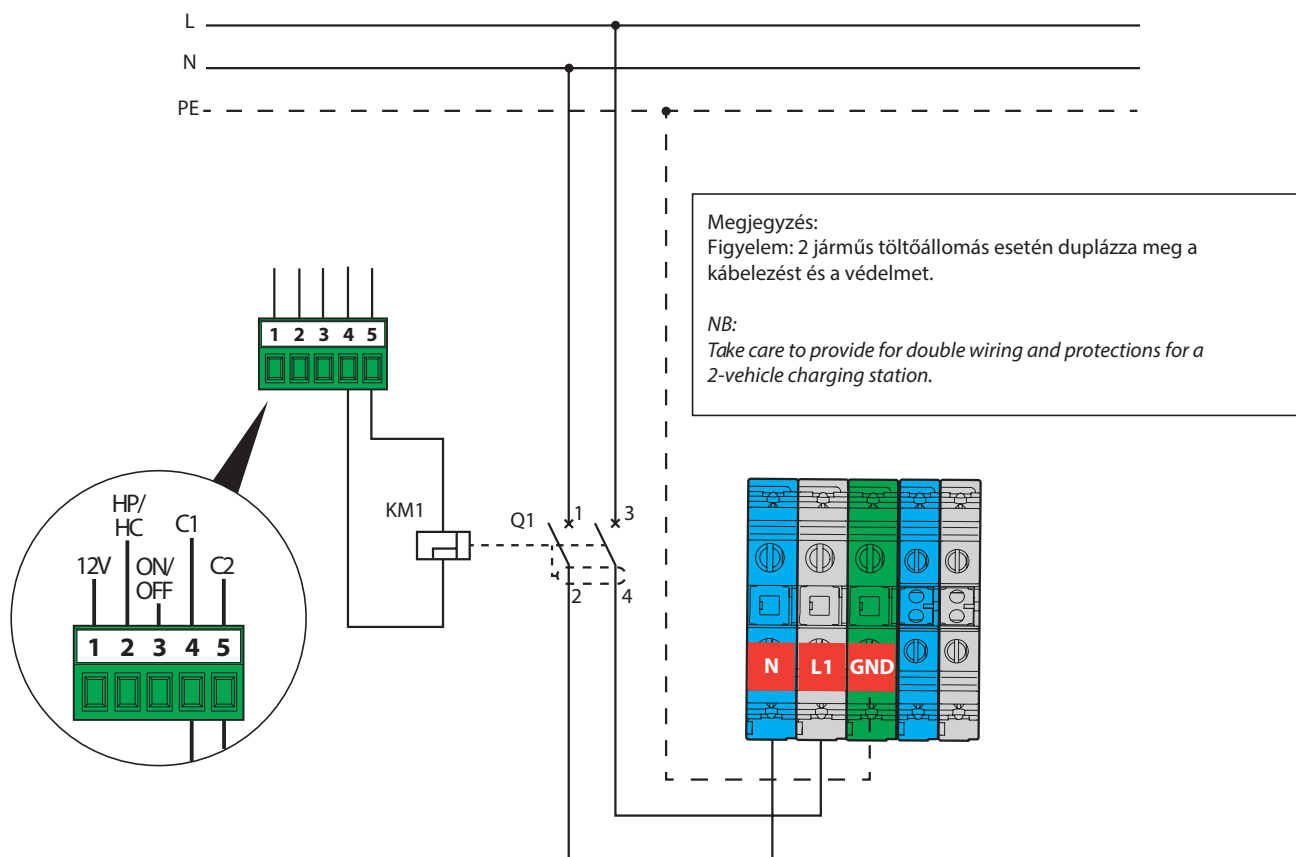 L
N
PE
Megjegyzés:
Figyelem: 2 járműs töltőállomás esetén duplázza meg a
kábelezést és a védelmet.
NB:
Take care to provide for double wiring and protections for a
2-vehicle charging station.
1 2 3 4 5
KM1
Q1
1
3
2
4
HP/
HC
C1
12V
ON/
OFF
C2
1 2 3 4 5
N L1 GND